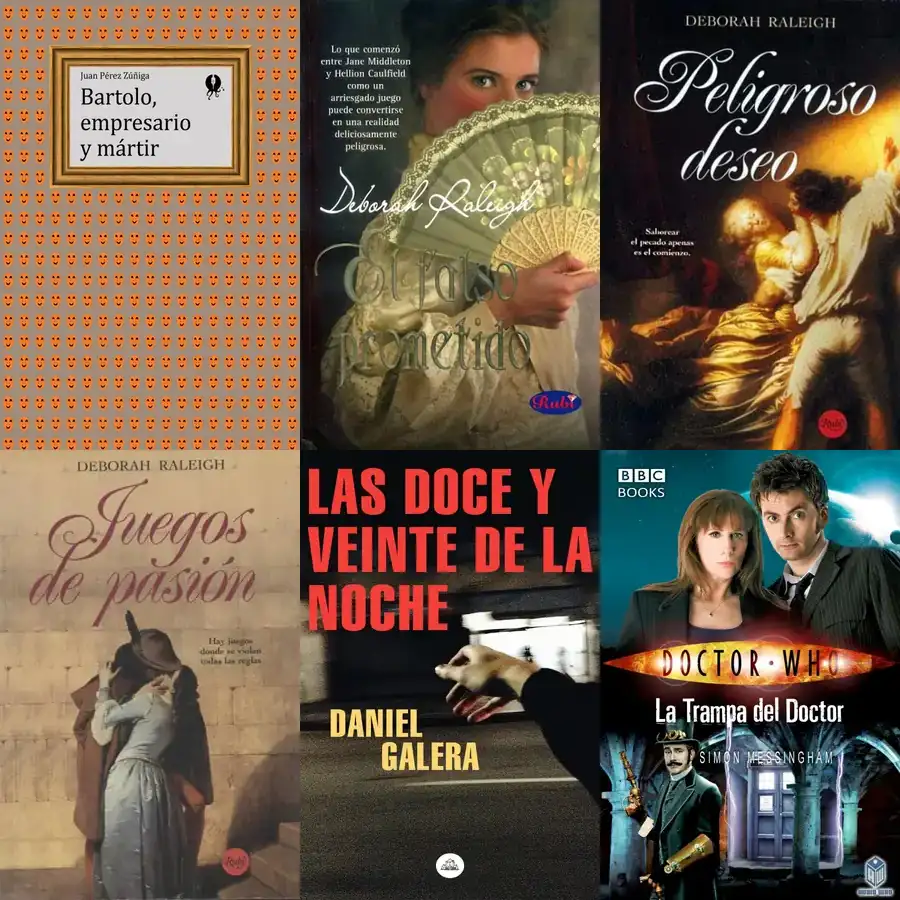 Juan Pérez Zúñiga
Bartolo,
empresario
y mártir
Lo que comenzó
entre Jane Middleton
y Hellion Caulfield
como un
arriesgado juego
puede convertirse
en una realidad
deliciosamente
peligrosa.
Deborah Raleigh
El falso
prometido
Rubí
DEBORAH RALEIGH
Peligroso
deseo
Saborear
el pecado apenas
es el comienzo.
Rubí
DEBORAH RALEIGH
Juegos
de pasión
Hay juegos
donde se violan
todas las reglas
Rubí
LAS DOCE Y
VEINTE DE LA
NOCHE
DANIEL
GALERA
BBC
BOOKS
DOCTOR · WHO
La Trampa del Doctor
SIMON MESSINGHAM